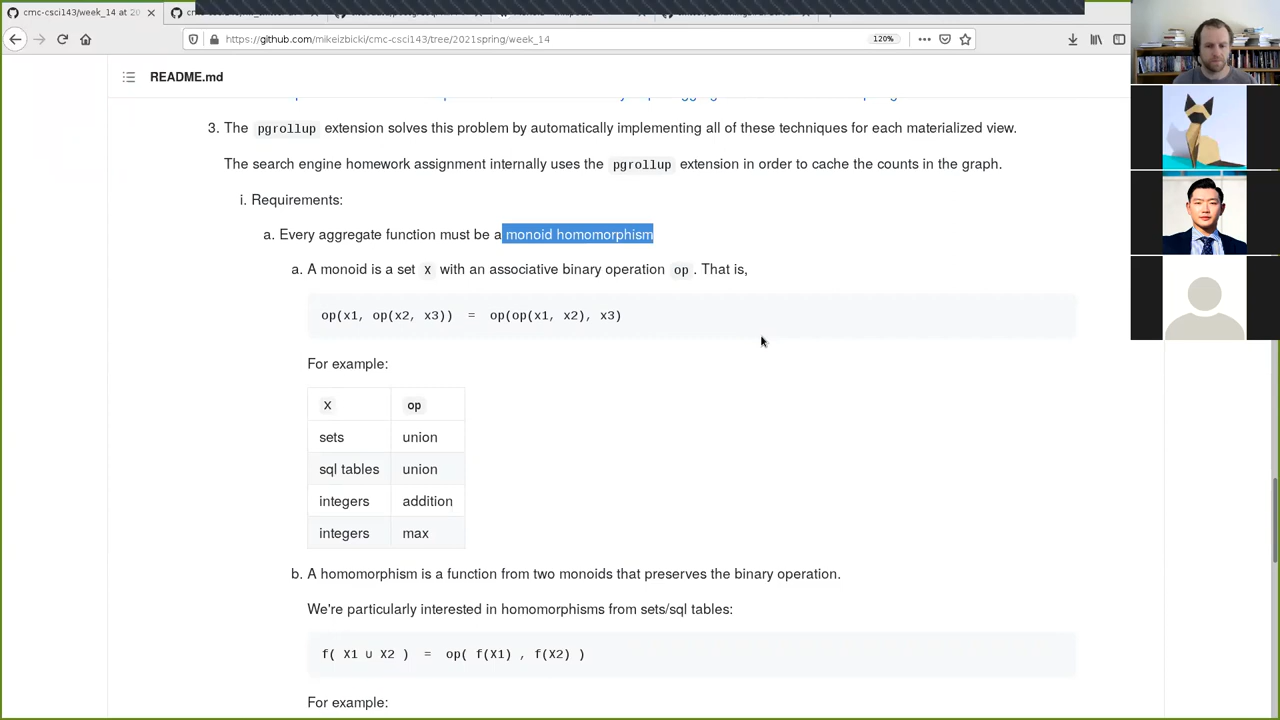 cmc-csci143/week_14 at 20
https://github.com/mikeizbicki/cmc-csci143/tree/2021spring/week_14
120%
README.md
3. The pgrollup extension solves this problem by automatically implementing all of these techniques for each materialized view.
The search engine homework assignment internally uses the pgrollup extension in order to cache the counts in the graph.
i. Requirements:
a. Every aggregate function must be a monoid homomorphism
a. A monoid is a set X with an associative binary operation op. That is,
op(x1, op(x2, x3)) = op(op(x1, x2), x3)
For example:
X op
sets union
sql tables union
integers addition
integers max
b. A homomorphism is a function from two monoids that preserves the binary operation.
We're particularly interested in homomorphisms from sets/sql tables:
f( X1 ∪ X2 ) = op( f(X1) , f(X2) )
For example: